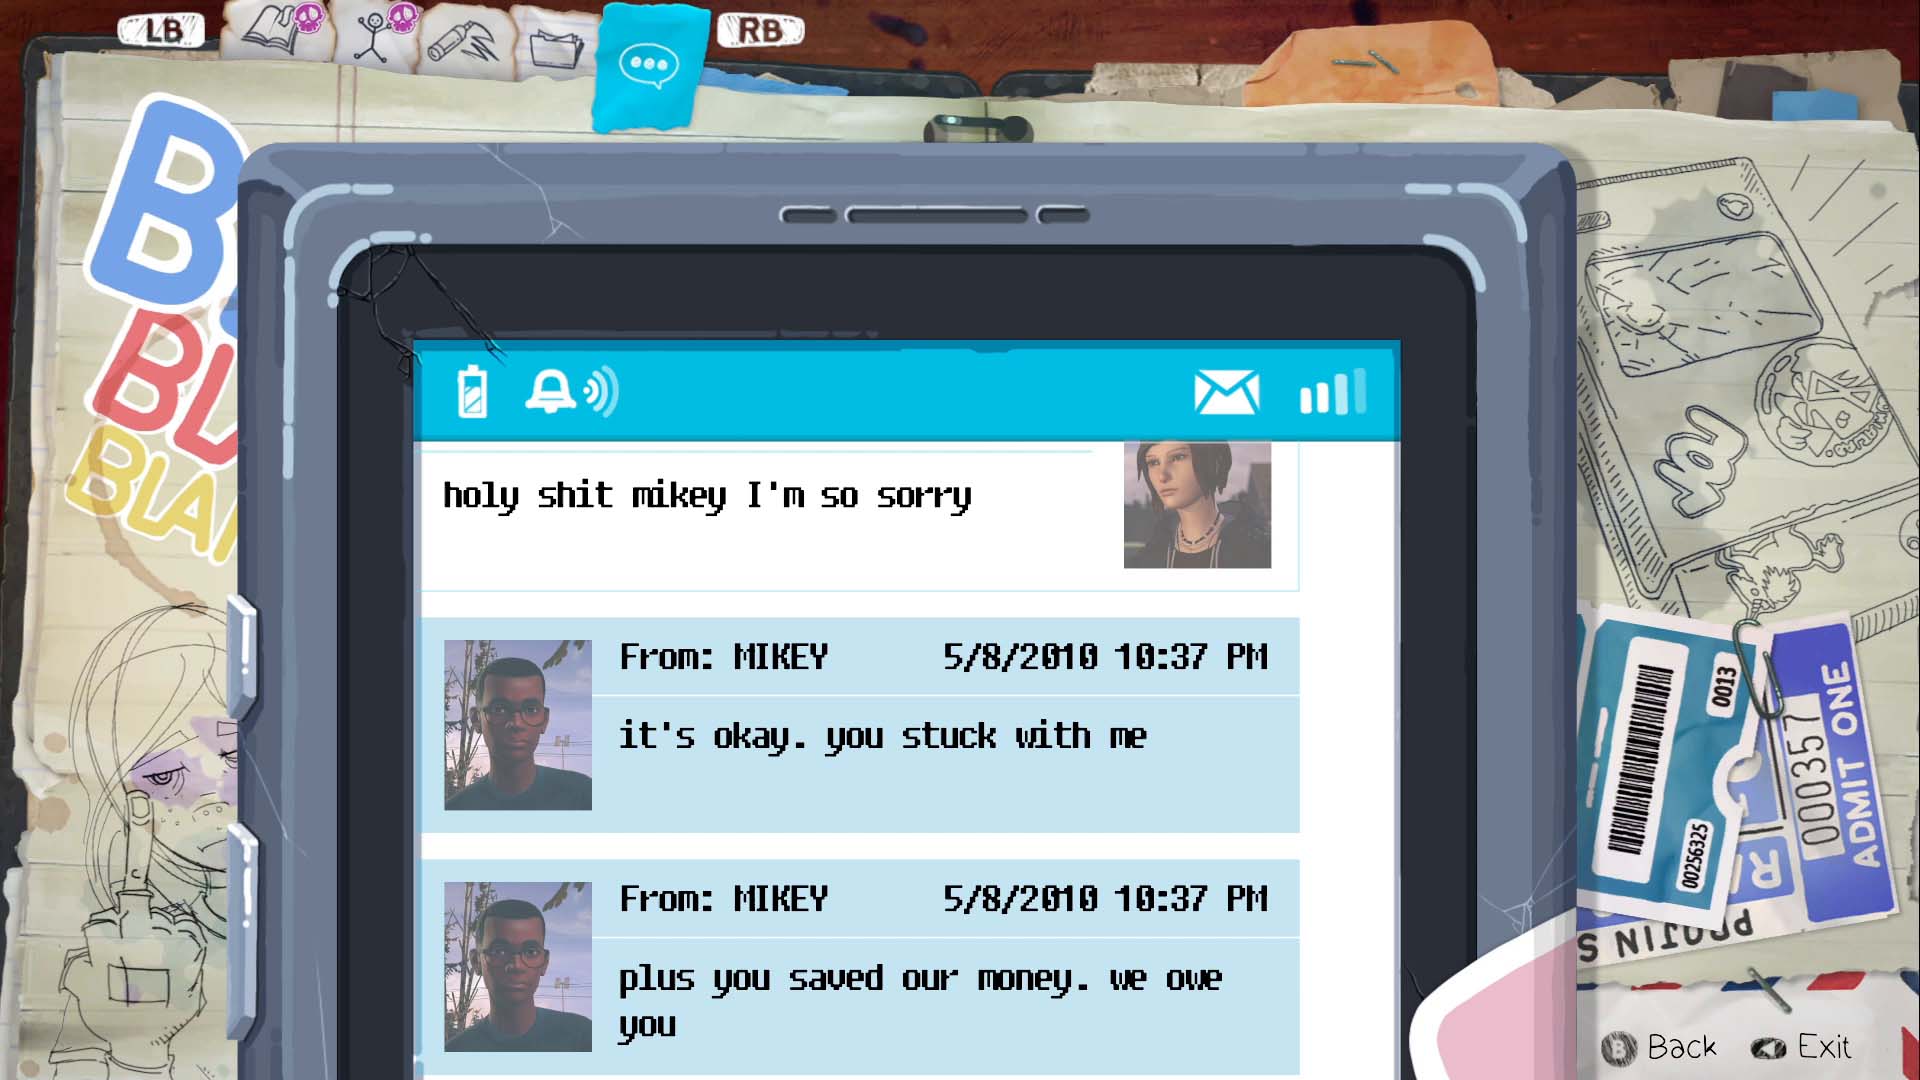 LB
RB
holy shit mikey I'm so sorry
From: MIKEY 5/8/2010 10:37 PM
it's okay. you stuck with me
From: MIKEY 5/8/2010 10:37 PM
plus you saved our money. we owe
you
0013
00256325
000357
ADMIT ONE
Back
Exit